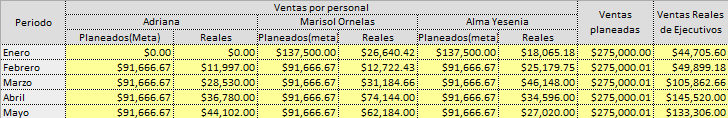 Ventas por personal
Periodo Adriana Marisol Ornelas Alma Yesenia Ventas planeadas Ventas Reales de Ejecutivos
Planeados(Meta) Reales Planeados(meta) Reales Planeados(meta) Reales
Enero $0.00 $0.00 $137,500.00 $26,640.42 $137,500.00 $18,065.18 $275,000.00 $44,705.60
Febrero $91,666.67 $11,997.00 $91,666.67 $12,722.43 $91,666.67 $25,179.75 $275,000.01 $49,899.18
Marzo $91,666.67 $28,530.00 $91,666.67 $31,184.66 $91,666.67 $46,148.00 $275,000.01 $105,862.66
Abril $91,666.67 $36,780.00 $91,666.67 $74,144.00 $91,666.67 $34,596.00 $275,000.01 $145,520.00
Mayo $91,666.67 $44,102.00 $91,666.67 $62,184.00 $91,666.67 $27,020.00 $275,000.01 $133,306.00